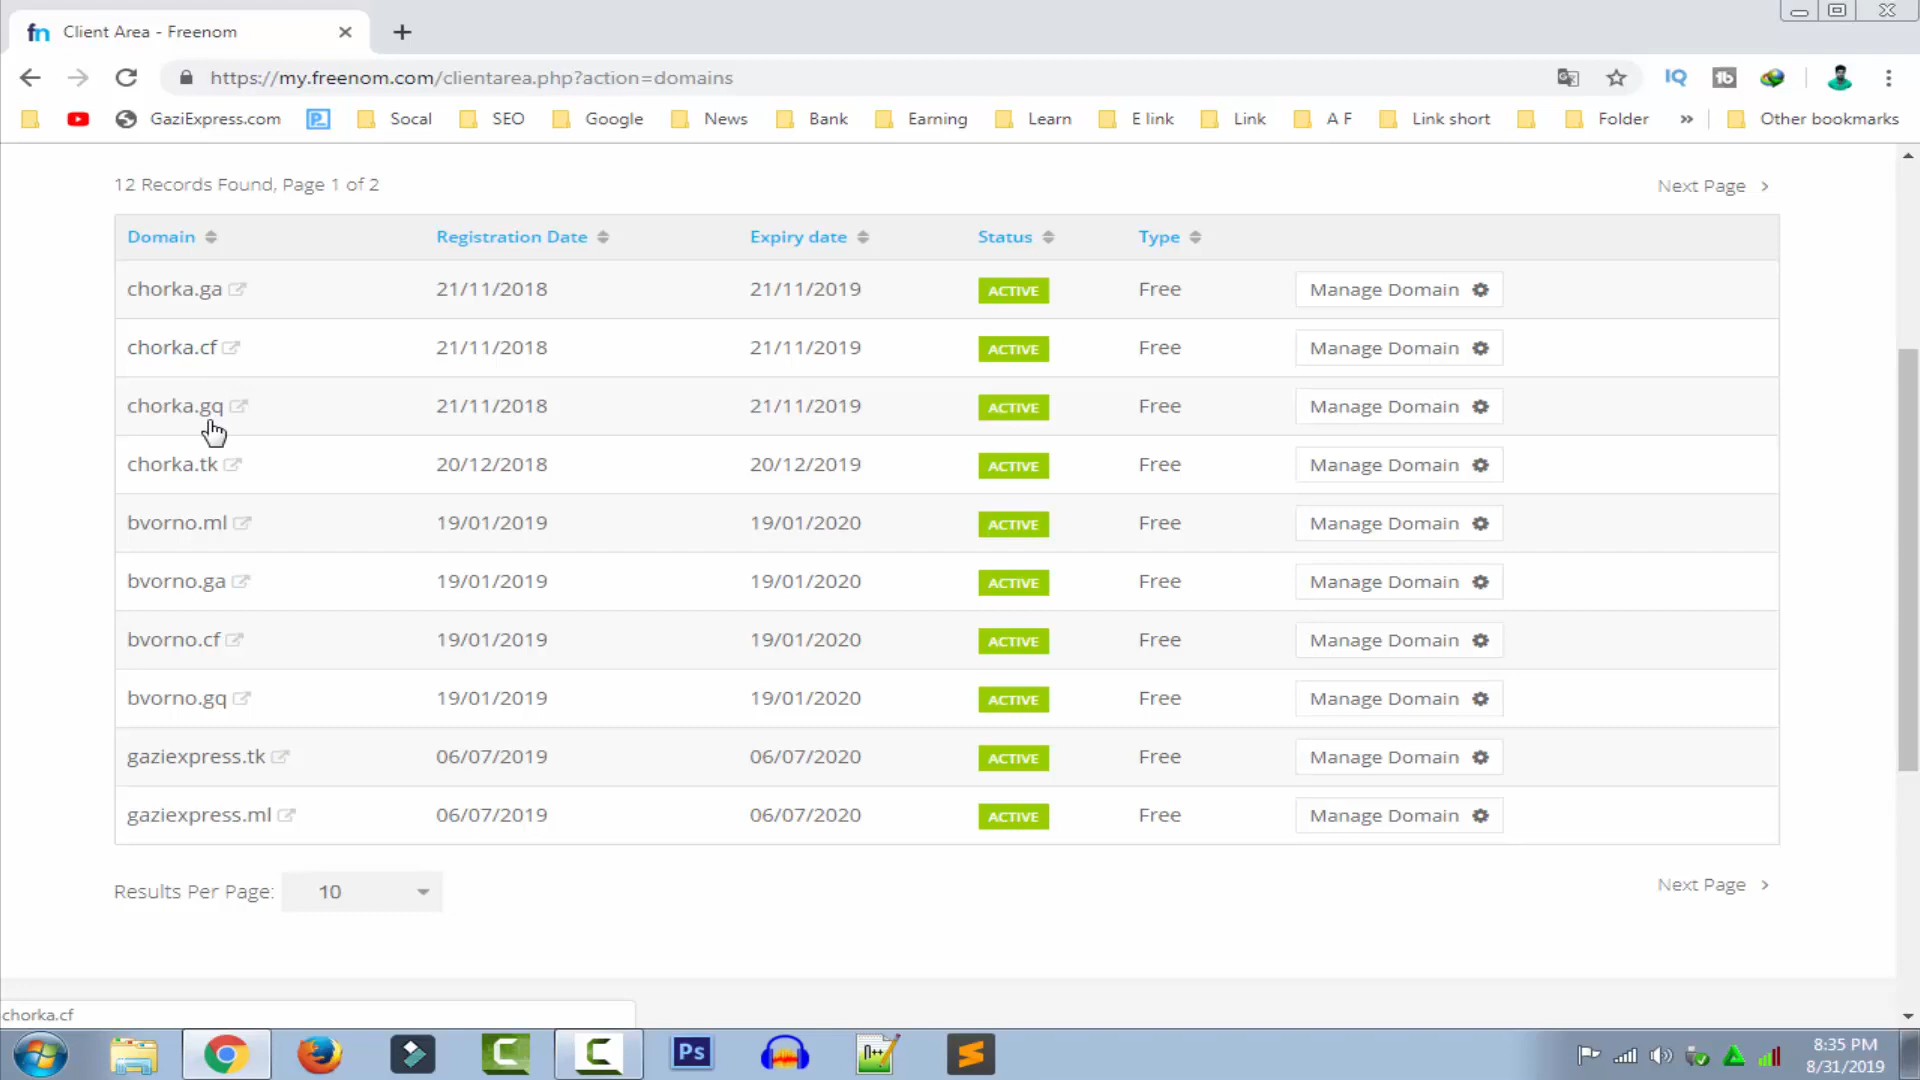 fn Client Area - Freenom
https://my.freenom.com/clientarea.php?action=domains
IQ
tb
GaziExpress.com Socal SEO Google News Bank Earning Learn E link Link A F Link short Folder » Other bookmarks
12 Records Found, Page 1 of 2
Next Page
Domain Registration Date Expiry date Status Type
chorka.ga 21/11/2018 21/11/2019 ACTIVE Free Manage Domain
chorka.cf 21/11/2018 21/11/2019 ACTIVE Free Manage Domain
chorka.gq 21/11/2018 21/11/2019 ACTIVE Free Manage Domain
chorka.tk 20/12/2018 20/12/2019 ACTIVE Free Manage Domain
bvorno.ml 19/01/2019 19/01/2020 ACTIVE Free Manage Domain
bvorno.ga 19/01/2019 19/01/2020 ACTIVE Free Manage Domain
bvorno.cf 19/01/2019 19/01/2020 ACTIVE Free Manage Domain
bvorno.gq 19/01/2019 19/01/2020 ACTIVE Free Manage Domain
gaziexpress.tk 06/07/2019 06/07/2020 ACTIVE Free Manage Domain
gaziexpress.ml 06/07/2019 06/07/2020 ACTIVE Free Manage Domain
Results Per Page: 10
Next Page
chorka.cf
Ps
8:35 PM
8/31/2019